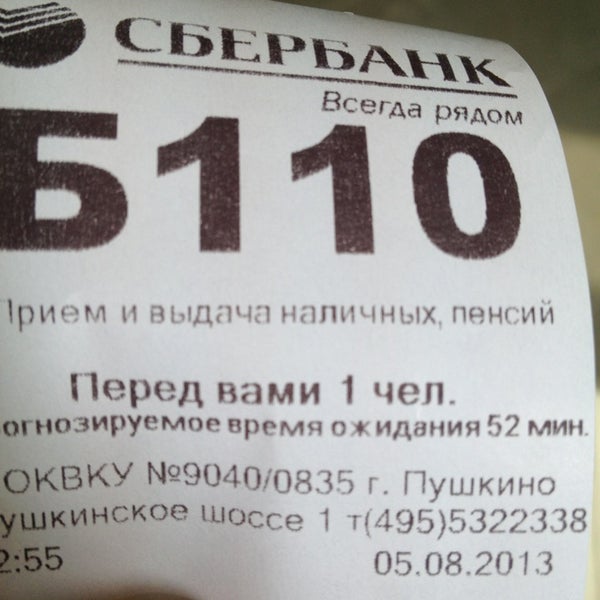 СБЕРБАНК
Всегда рядом
Б110
Прием и выдача наличных, пенсий
Перед вами 1 чел.
огнозируемое время ожидания 52 мин.
ОКВКУ №9040/0835 г. Пушкино
ушкинское шоссе 1 т(495)5322338
2:55 05.08.2013